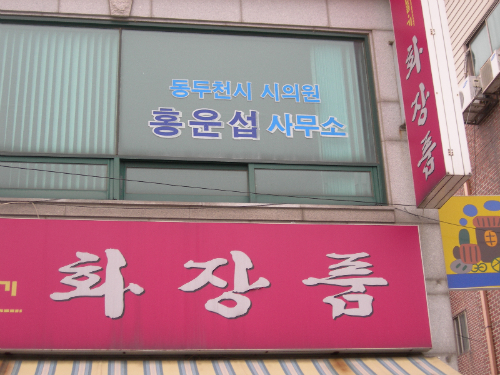 동두천시 시의원
홍운섭 사무소
화장품
기
화장품